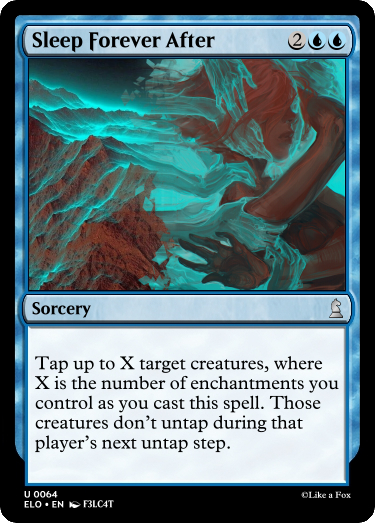 Sleep Forever After 2
Sorcery
Tap up to X target creatures, where
X is the number of enchantments you
control as you cast this spell. Those
creatures don't untap during that
player's next untap step.
U 0064
ELO • EN F3LC4T
©Like a Fox